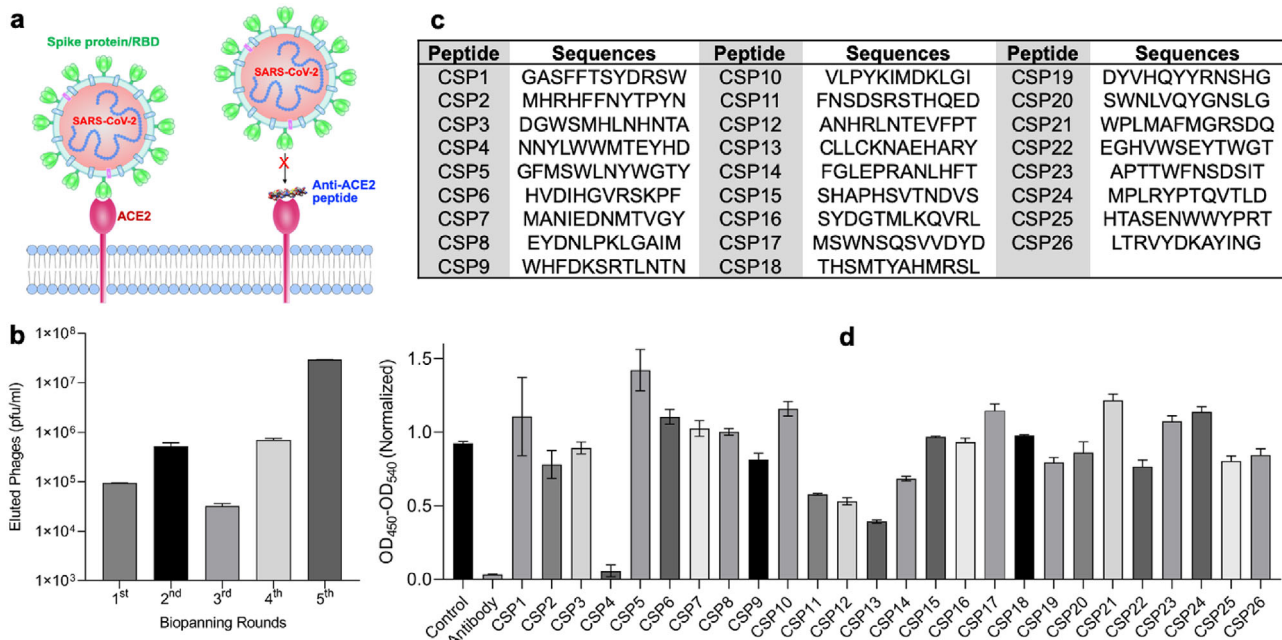 a
Spike protein/RBD
SARS-CoV-2
SARS-CoV-2
X
Anti-ACE2
peptide
ACE2
c
Peptide Sequences Peptide Sequences Peptide Sequences
CSP1 GASFFTSYDRSW CSP10 VLPYKIMDKLGI CSP19 DYVHQYYRNSHG
CSP2 MHRHFFNYTPYN CSP11 FNSDSRSTHQED CSP20 SWNLVQYGNSLG
CSP3 DGWSMHLNHNTA CSP12 ANHRLNTEVFPT CSP21 WPLMAFMGRSDQ
CSP4 NNYLWWMTEYHD CSP13 CLLCKNAEHARY CSP22 EGHVWSEYTWGT
CSP5 GFMSWLNYWGTY CSP14 FGLEPRANLHFT CSP23 APTTWFNSDSIT
CSP6 HVDIHGVRSKPF CSP15 SHAPHSVTNDVS CSP24 MPLRYPTQVTLD
CSP7 MANIEDNMTVGY CSP16 SYDGTMLKQVRL CSP25 HTASENWWYPRT
CSP8 EYDNLPKLGAIM CSP17 MSWNSQSVVDYD CSP26 LTRVYDKAYING
CSP9 WHFDKSRTLNTN CSP18 THSMTYAHMRSL
b
Eluted Phages (pfu/ml)
1×10⁸
1×10⁷
1×10⁶
1×10⁵
1×10⁴
1×10³
1st 2nd 3rd 4th 5th
Biopanning Rounds
d
OD450-OD540 (Normalized)
1.5
1.0
0.5
0.0
Control Antibody CSP1 CSP2 CSP3 CSP4 CSP5 CSP6 CSP7 CSP8 CSP9 CSP10 CSP11 CSP12 CSP13 CSP14 CSP15 CSP16 CSP17 CSP18 CSP19 CSP20 CSP21 CSP22 CSP23 CSP24 CSP25 CSP26